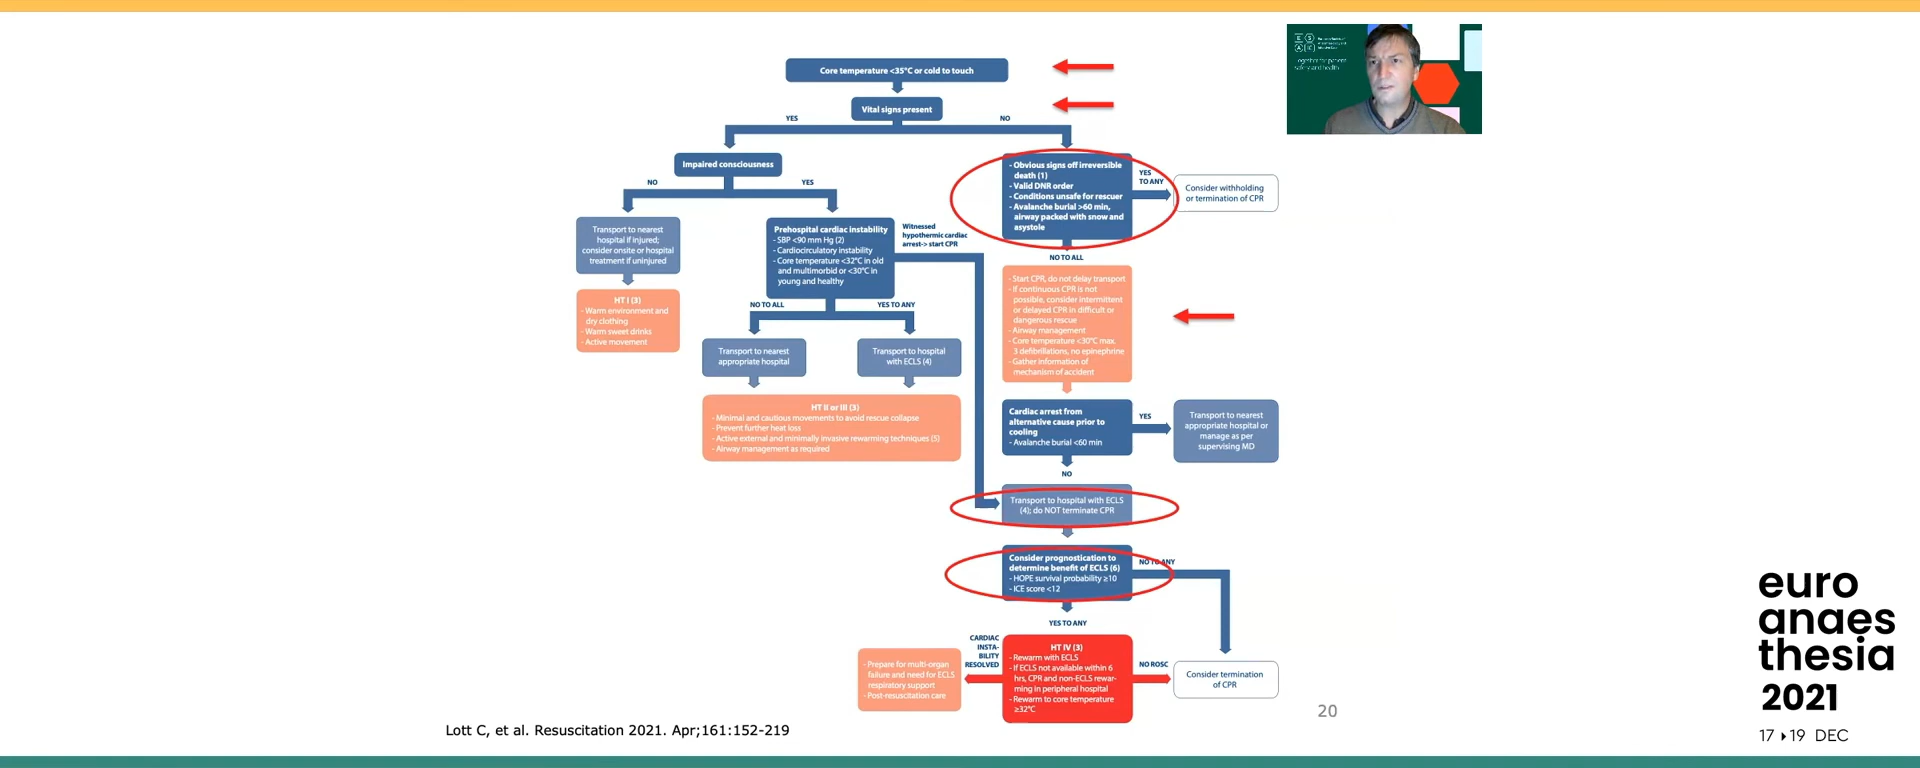 Core temperature <35°C or cold to touch
Vital signs present
YES
NO
Impaired consciousness
NO
YES
- Obvious signs off irreversible
death (1)
- Valid DNR order
- Conditions unsafe for rescuer
- Avalanche burial >60 min,
airway packed with snow and
asystole
YES
TO ANY
Consider withholding
or termination of CPR
Transport to nearest
hospital if injured;
consider onsite or hospital
treatment if uninjured
Prehospital cardiac instability
- SBP <90 mm Hg (2)
- Cardiocirculatory instability
- Core temperature <32°C in old
and multimorbid or <30°C in
young and healthy
Witnessed
hypothermic cardiac
arrest-> start CPR
NO TO ALL
HT I (3)
- Warm environment and
dry clothing
- Warm sweet drinks
- Active movement
NO TO ALL
YES TO ANY
- Start CPR, do not delay transport
- If continuous CPR is not
possible, consider intermittent
or delayed CPR in difficult or
dangerous rescue
- Airway management
- Core temperature <30°C max.
3 defibrillations, no epinephrine
- Gather information of
mechanism of accident
Transport to nearest
appropriate hospital
Transport to hospital
with ECLS (4)
HT II or III (3)
- Minimal and cautious movements to avoid rescue collapse
- Prevent further heat loss
- Active external and minimally invasive rewarming techniques (5)
- Airway management as required
Cardiac arrest from
alternative cause prior to
cooling
- Avalanche burial <60 min
YES
Transport to nearest
appropriate hospital or
manage as per
supervising MD
NO
Transport to hospital with ECLS
(4); do NOT terminate CPR
Consider prognostication to
determine benefit of ECLS (6)
- HOPE survival probability ≥10
- ICE score <12
NO TO ANY
YES TO ANY
CARDIAC
INSTA-
BILITY
RESOLVED
HT IV (3)
- Rewarm with ECLS
- If ECLS not available within 6
hrs, CPR and non-ECLS rewar-
ming in peripheral hospital
- Rewarm to core temperature
≥32°C
NO ROSC
- Prepare for multi-organ
failure and need for ECLS
respiratory support
- Post-resuscitation care
Consider termination
of CPR
Lott C, et al. Resuscitation 2021. Apr;161:152-219
20
Together for patient
safety and health
euro
anaes
thesia
2021
17 ▸ 19 DEC